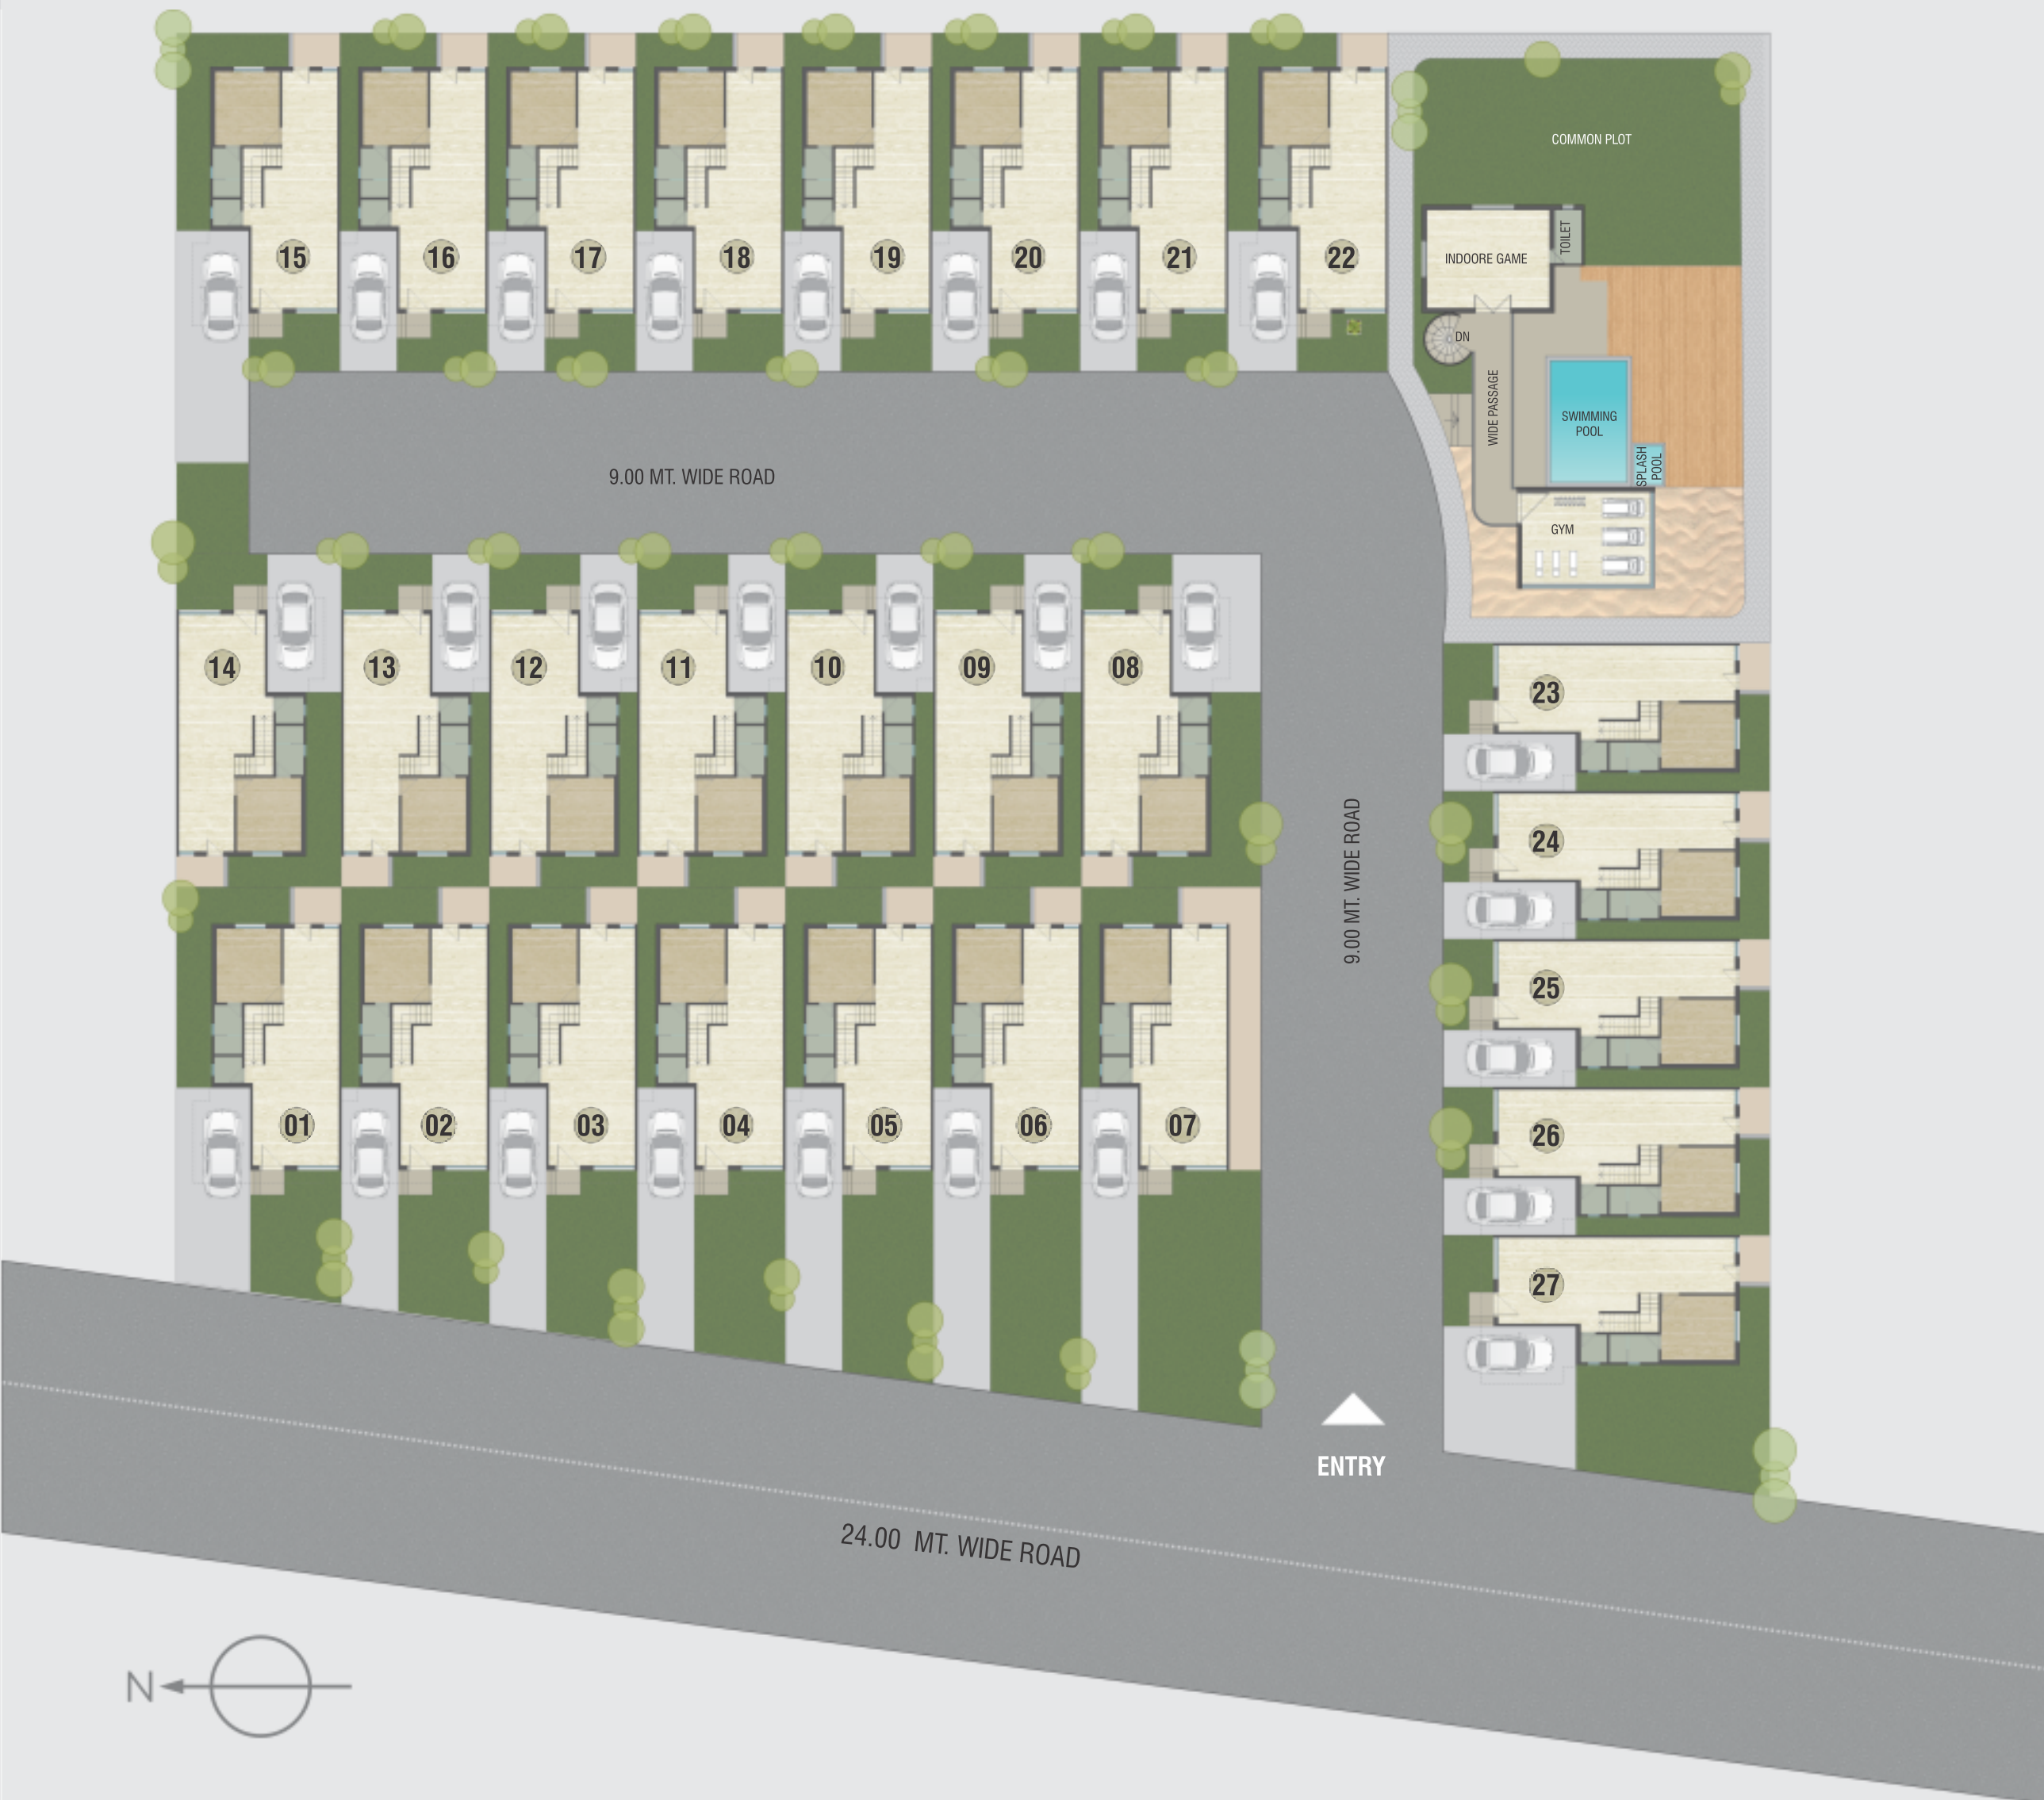 COMMON PLOT
INDOORE GAME
TOILET
15
16
17
18
19
20
21
22
DN
WIDE PASSAGE
SWIMMING
POOL
SPLASH
POOL
9.00 MT. WIDE ROAD
GYM
14
13
12
11
10
09
08
23
24
9.00 MT. WIDE ROAD
25
01
02
03
04
05
06
07
26
27
ENTRY
24.00 MT. WIDE ROAD
N